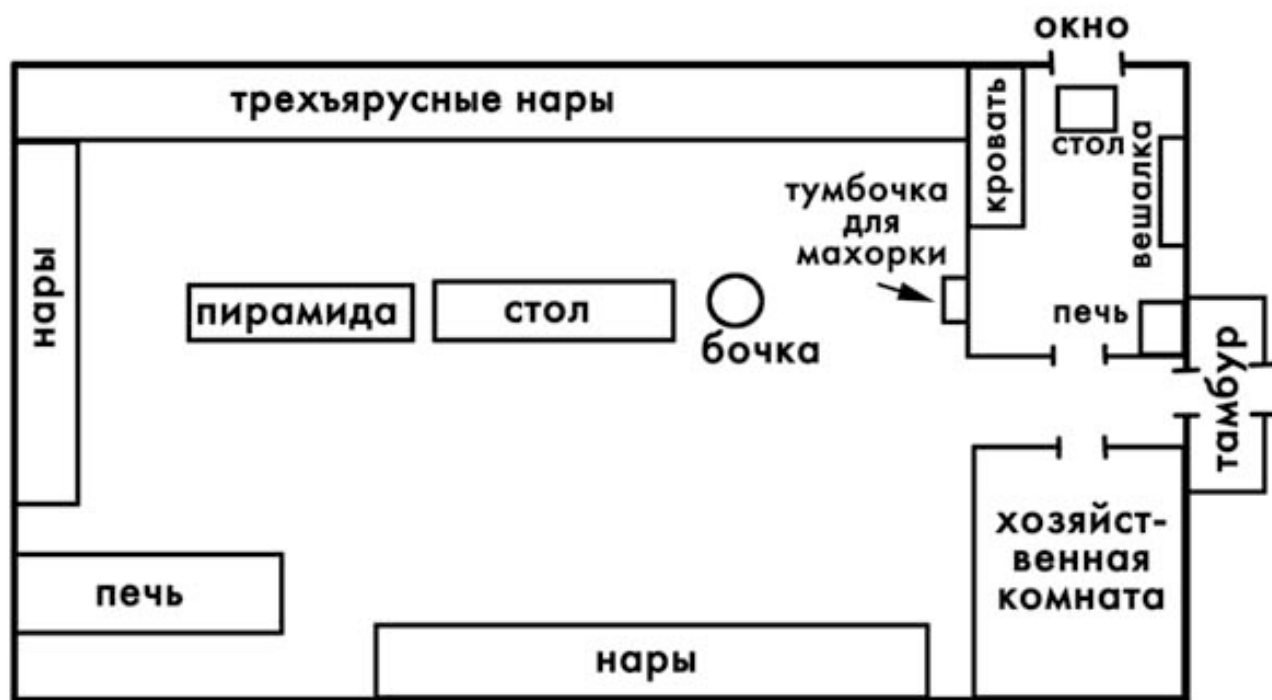 окно
трехъярусные нары
кровать
стол
вешалка
тумбочка
для
махорки
нары
пирамида
стол
бочка
печь
тамбур
хозяйст-
венная
комната
печь
нары